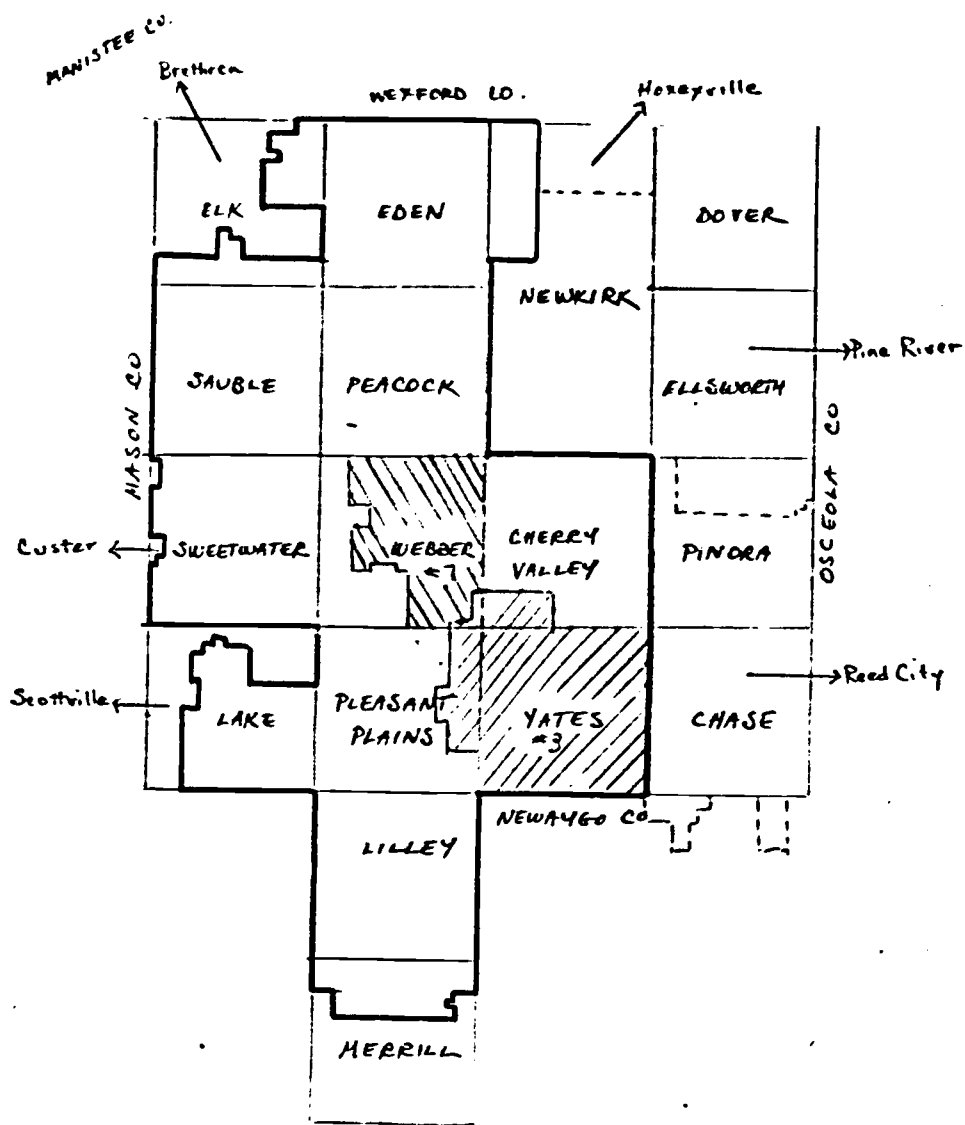 MANISTEE CO.
Brethren
WEXFORD CO.
Hoxeyville
ELK
EDEN
DOVER
NEWKIRK
MASON CO
SAUBLE
PEACOCK
ELLSWORTH
Pine River
OSCEOLA CO
Custer
SWEETWATER
WEBBER
#7
CHERRY
VALLEY
PINORA
Scottville
LAKE
PLEASANT
PLAINS
YATES
#3
CHASE
Reed City
NEWAYGO CO
LILLEY
MERRILL